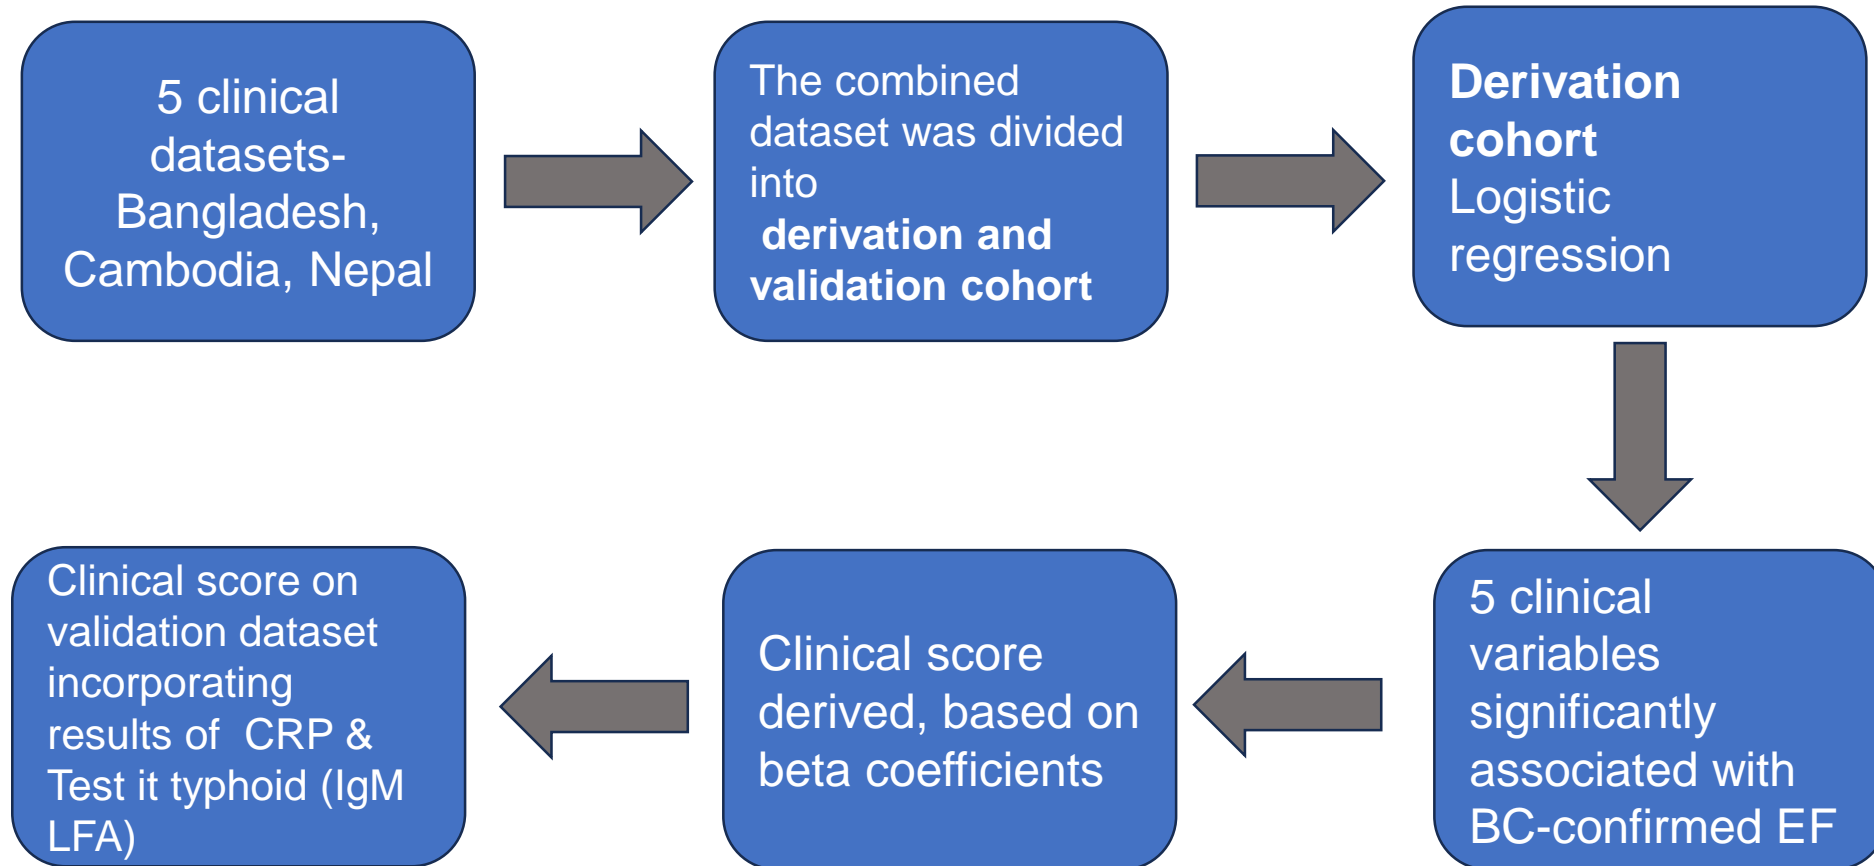 5 clinical
datasets-
Bangladesh,
Cambodia, Nepal
The combined
dataset was divided
into
derivation and
validation cohort
Derivation
cohort
Logistic
regression
5 clinical
variables
significantly
associated with
BC-confirmed EF
Clinical score
derived, based on
beta coefficients
Clinical score on
validation dataset
incorporating
results of  CRP &
Test it typhoid (IgM
LFA)